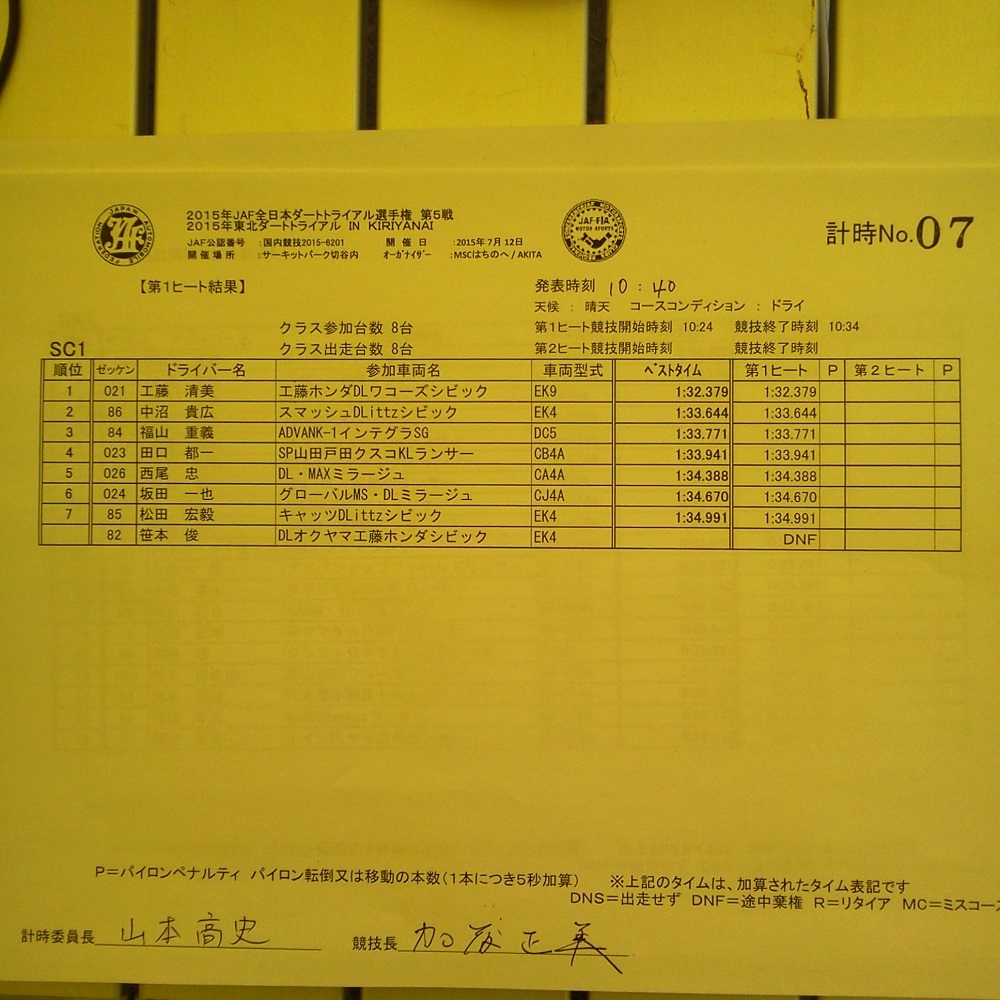 2015年JAF全日本ダートトライアル選手権 第5戦
2015年東北ダートトライアル IN KIRIYANAI
JAF公認番号 :国内競技2015-6201 開催日 :2015年7月12日
開催場所 :サーキットパーク切谷内 オーガナイザー :MSCはちのへ/AKITA
計時No.07
【第1ヒート結果】
発表時刻 10:40
天候 : 晴天 コースコンディション : ドライ
クラス参加台数 8台 第1ヒート競技開始時刻 10:24 競技終了時刻 10:34
SC1 クラス出走台数 8台 第2ヒート競技開始時刻 競技終了時刻
順位 ゼッケン ドライバー名 参加車両名 車両型式 ベストタイム 第1ヒート P 第2ヒート P
1 021 工藤 清美 工藤ホンダDLワコーズシビック EK9 1:32.379 1:32.379
2 86 中沼 貴広 スマッシュDLittzシビック EK4 1:33.644 1:33.644
3 84 福山 重義 ADVANK-1インテグラSG DC5 1:33.771 1:33.771
4 023 田口 都一 SP山田戸田クスコKLランサー CB4A 1:33.941 1:33.941
5 026 西尾 忠 DL・MAXミラージュ CA4A 1:34.388 1:34.388
6 024 坂田 一也 グローバルMS・DLミラージュ CJ4A 1:34.670 1:34.670
7 85 松田 宏毅 キャッツDLittzシビック EK4 1:34.991 1:34.991
82 笹本 俊 DLオクヤマ工藤ホンダシビック EK4 DNF
P=パイロンペナルティ パイロン転倒又は移動の本数(1本につき5秒加算) ※上記のタイムは、加算されたタイム表記です
DNS=出走せず DNF=途中棄権 R=リタイア MC=ミスコース
計時委員長 山本高史 競技長 加藤正義